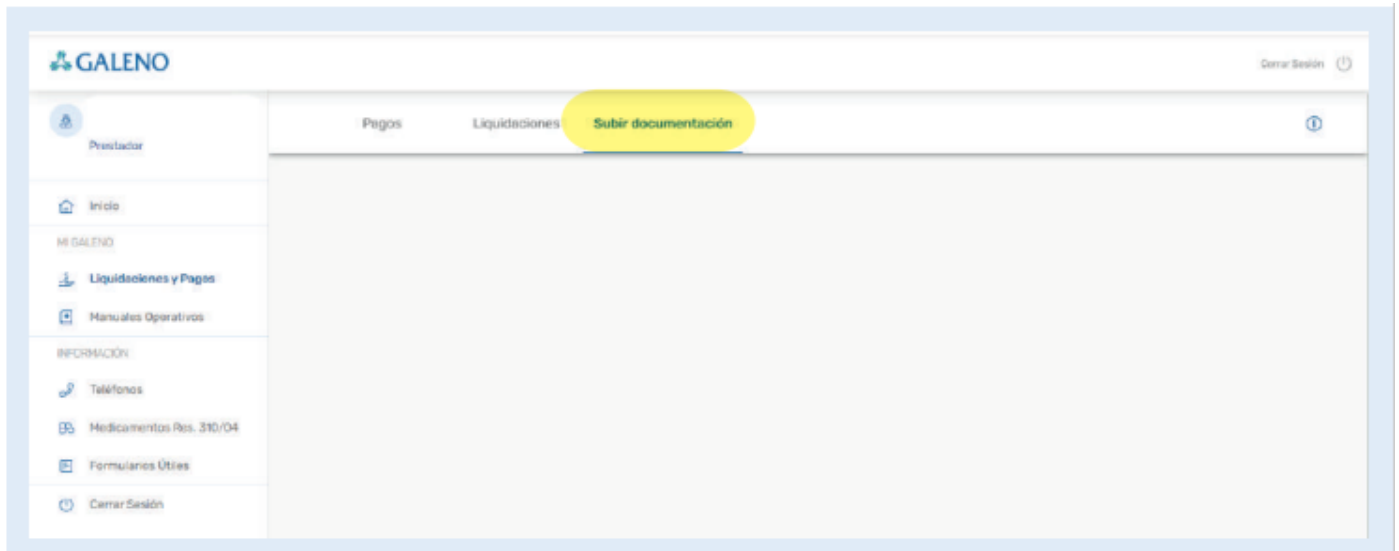 GALENO
Cerrar Sesión
Prestador
Pagos
Liquidaciones
Subir documentación
Inicio
MI GALENO
Liquidaciones y Pagos
Manuales Operativos
INFORMACIÓN
Teléfonos
Medicamentos Res. 310/04
Formularios Útiles
Cerrar Sesión